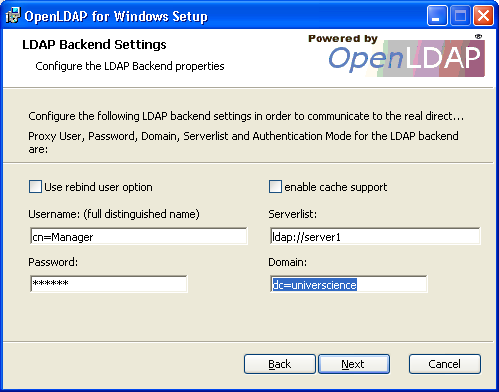 OpenLDAP for Windows Setup
LDAP Backend Settings
Configure the LDAP Backend properties
Powered by
OpenLDAP®
Configure the following LDAP backend settings in order to communicate to the real direct...
Proxy User, Password, Domain, Serverlist and Authentication Mode for the LDAP backend
are:
Use rebind user option
enable cache support
Username: (full distinguished name)
Serverlist:
cn=Manager
ldap://server1
Password:
Domain:
******
dc=universcience
Back
Next
Cancel